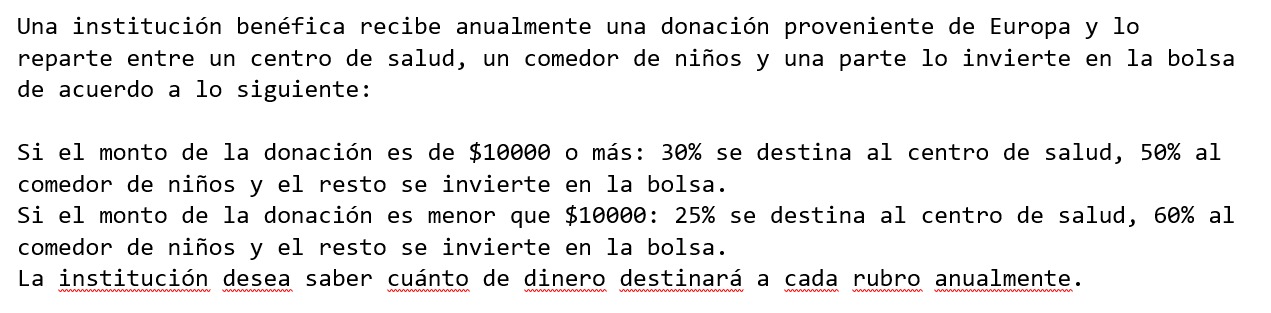 Una institución benéfica recibe anualmente una donación proveniente de Europa y lo
reparte entre un centro de salud, un comedor de niños y una parte lo invierte en la bolsa
de acuerdo a lo siguiente:
Si el monto de la donación es de $10000 o más: 30% se destina al centro de salud, 50% al
comedor de niños y el resto se invierte en la bolsa.
Si el monto de la donación es menor que $10000: 25% se destina al centro de salud, 60% al
comedor de niños y el resto se invierte en la bolsa.
La institución desea saber cuánto de dinero destinará a cada rubro anualmente.